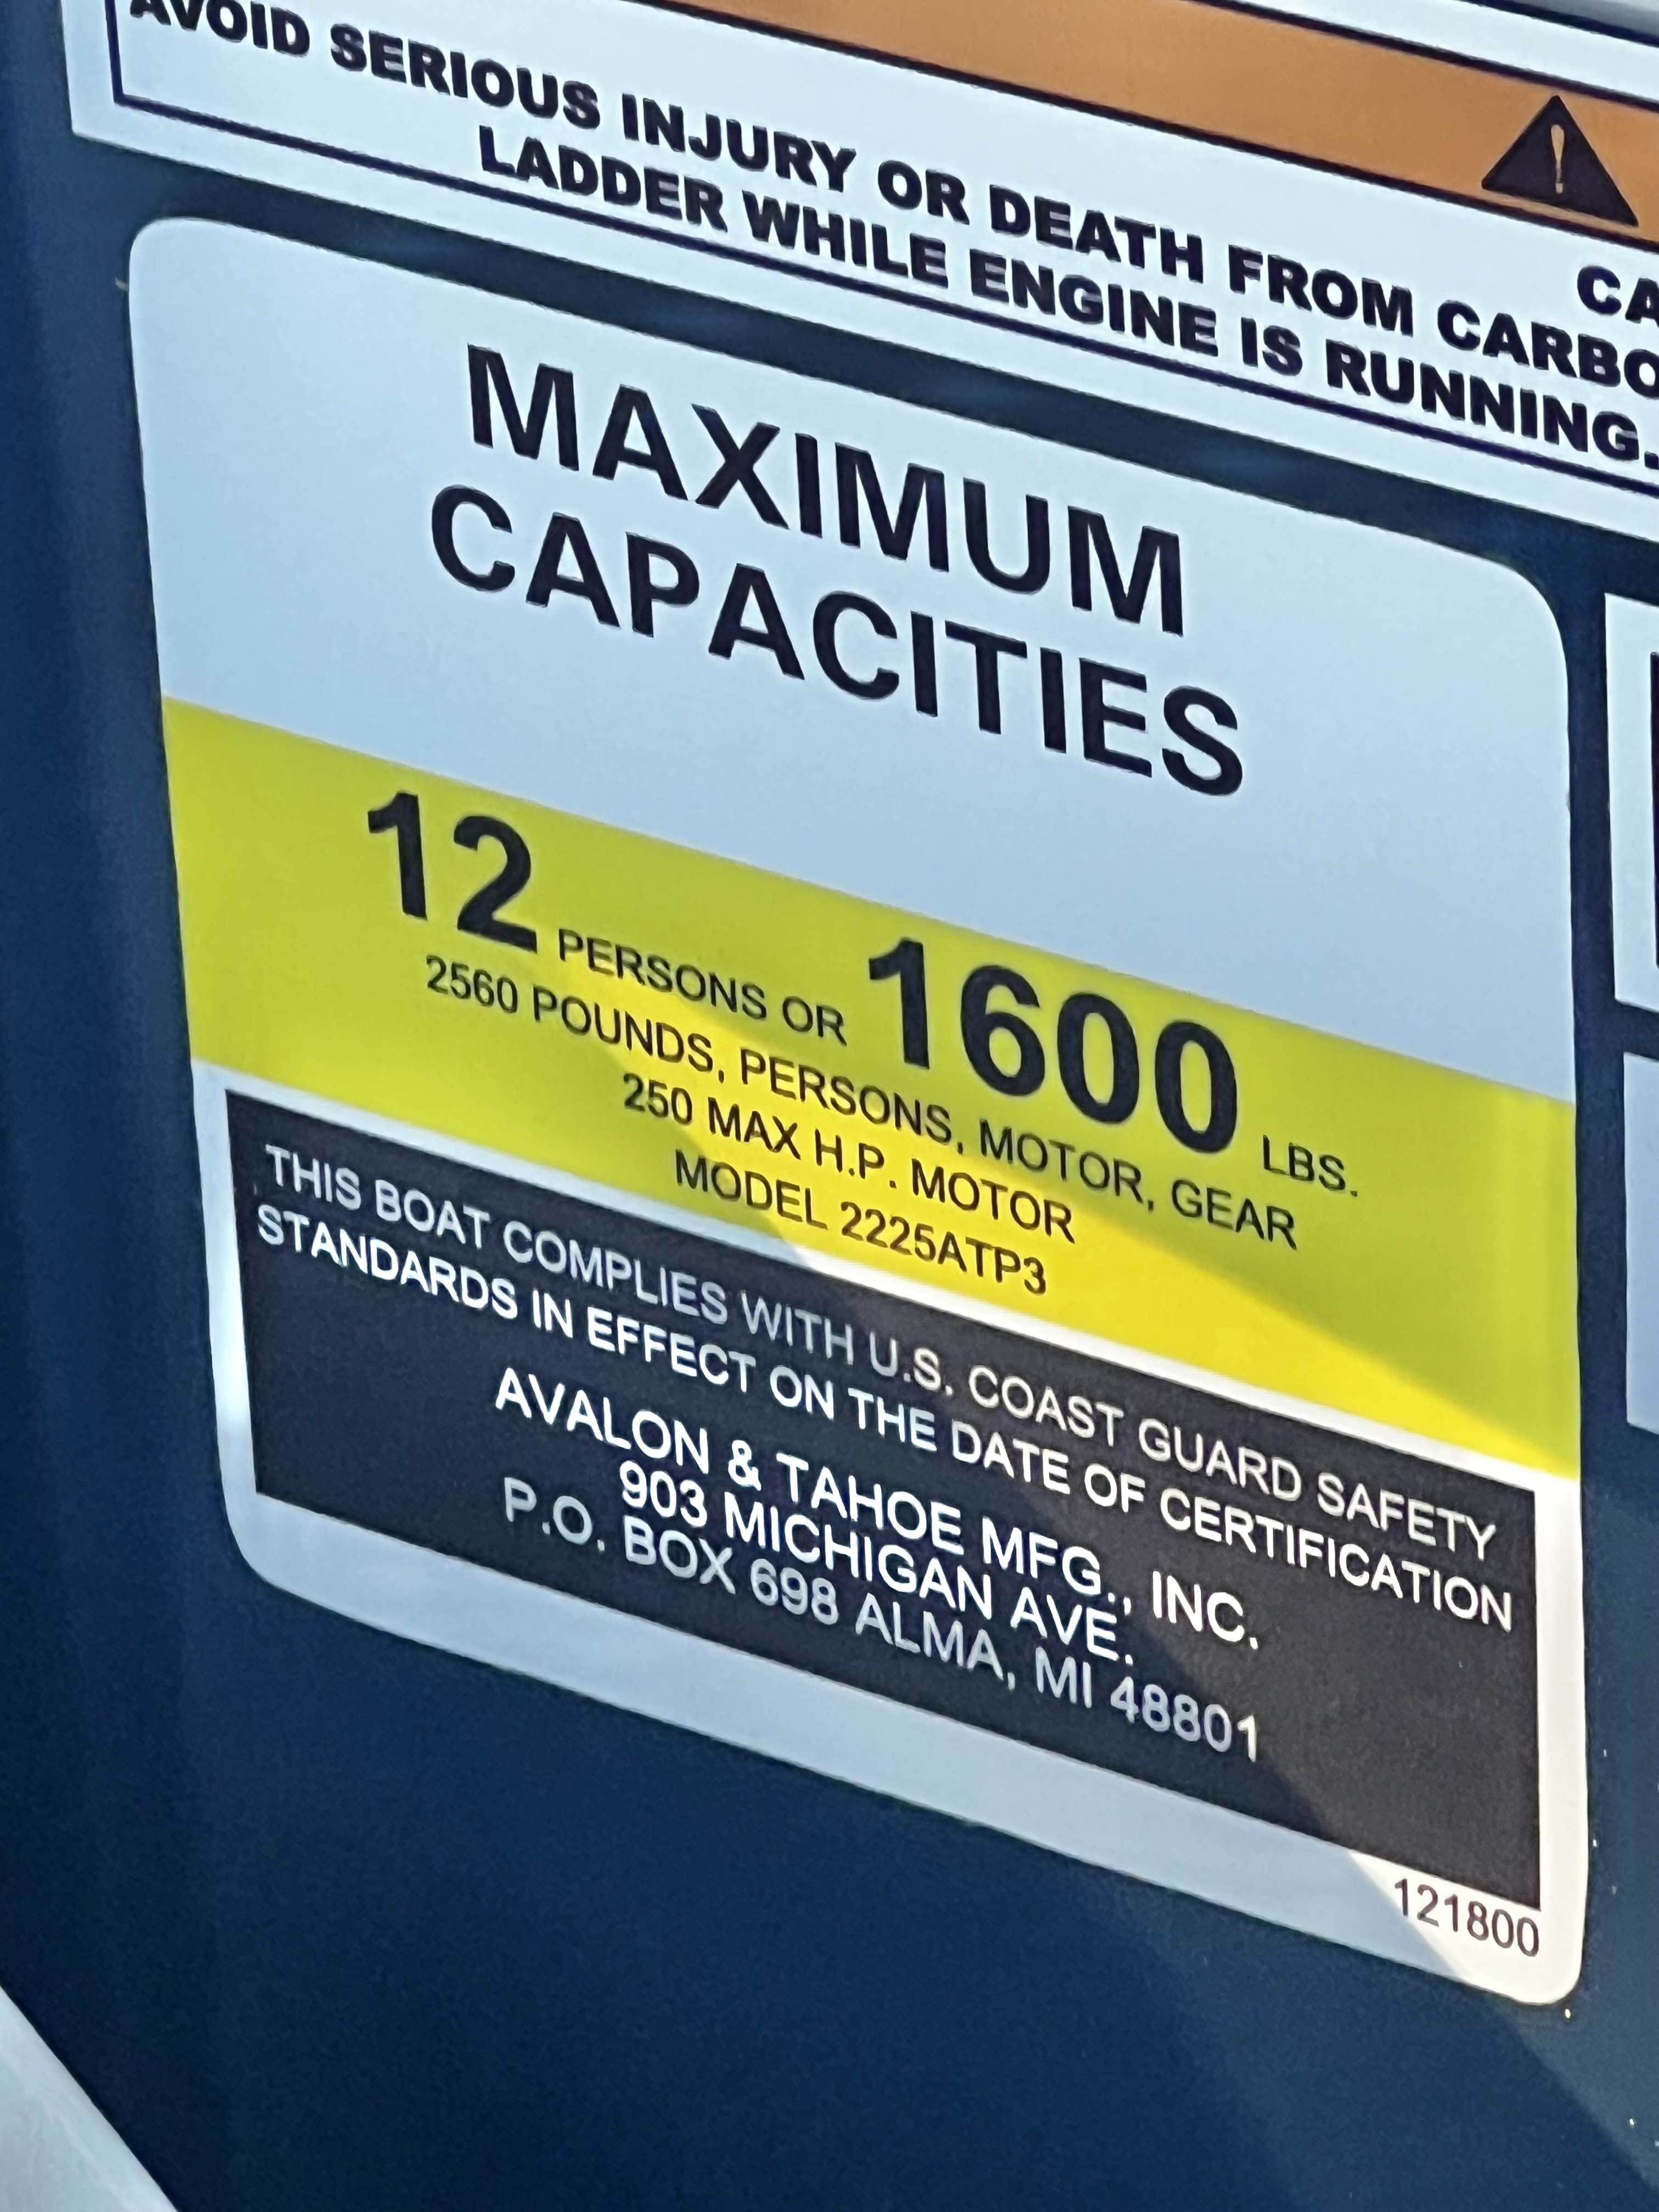 AVOID SERIOUS INJURY OR DEATH FROM
LADDER WHILE ENGINE IS RUNNING.
MAXIMUM
CAPACITIES
12 PERSONS OR 1600 LBS.
2560 POUNDS, PERSONS, MOTOR, GEAR
250 MAX H.P. MOTOR
MODEL 2225ATP3
THIS BOAT COMPLIES WITH U.S. COAST GUARD SAFETY
STANDARDS IN EFFECT ON THE DATE OF CERTIFICATION
AVALON & TAHOE MFG., INC.
903 MICHIGAN AVE.
P.O. BOX 698 ALMA, MI 48801
121800